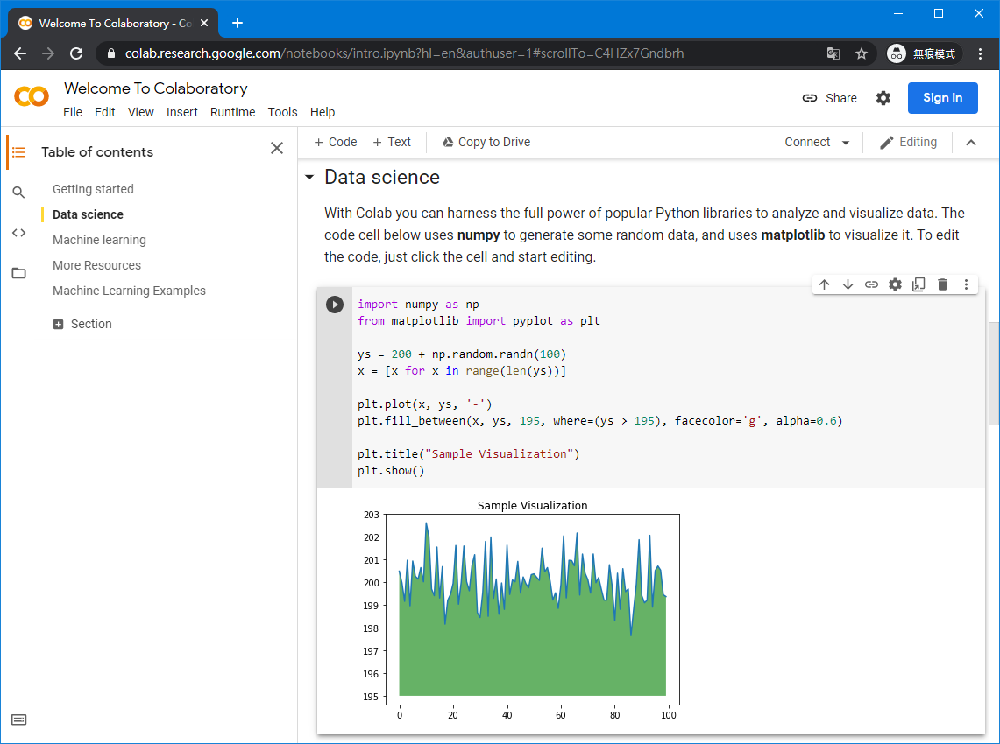 Welcome To Colaboratory - Co
colab.research.google.com/notebooks/intro.ipynb?hl=en&authuser=1#scrollTo=C4HZx7Gndbrh
無痕模式
Welcome To Colaboratory
File Edit View Insert Runtime Tools Help
Share
Sign in
Table of contents
Getting started
Data science
Machine learning
More Resources
Machine Learning Examples
Section
+ Code + Text Copy to Drive
Connect Editing
Data science
With Colab you can harness the full power of popular Python libraries to analyze and visualize data. The
code cell below uses numpy to generate some random data, and uses matplotlib to visualize it. To edit
the code, just click the cell and start editing.
import numpy as np
from matplotlib import pyplot as plt
ys = 200 + np.random.randn(100)
x = [x for x in range(len(ys))]
plt.plot(x, ys, '-')
plt.fill_between(x, ys, 195, where=(ys > 195), facecolor='g', alpha=0.6)
plt.title("Sample Visualization")
plt.show()
Sample Visualization
203
202
201
200
199
198
197
196
195
0 20 40 60 80 100